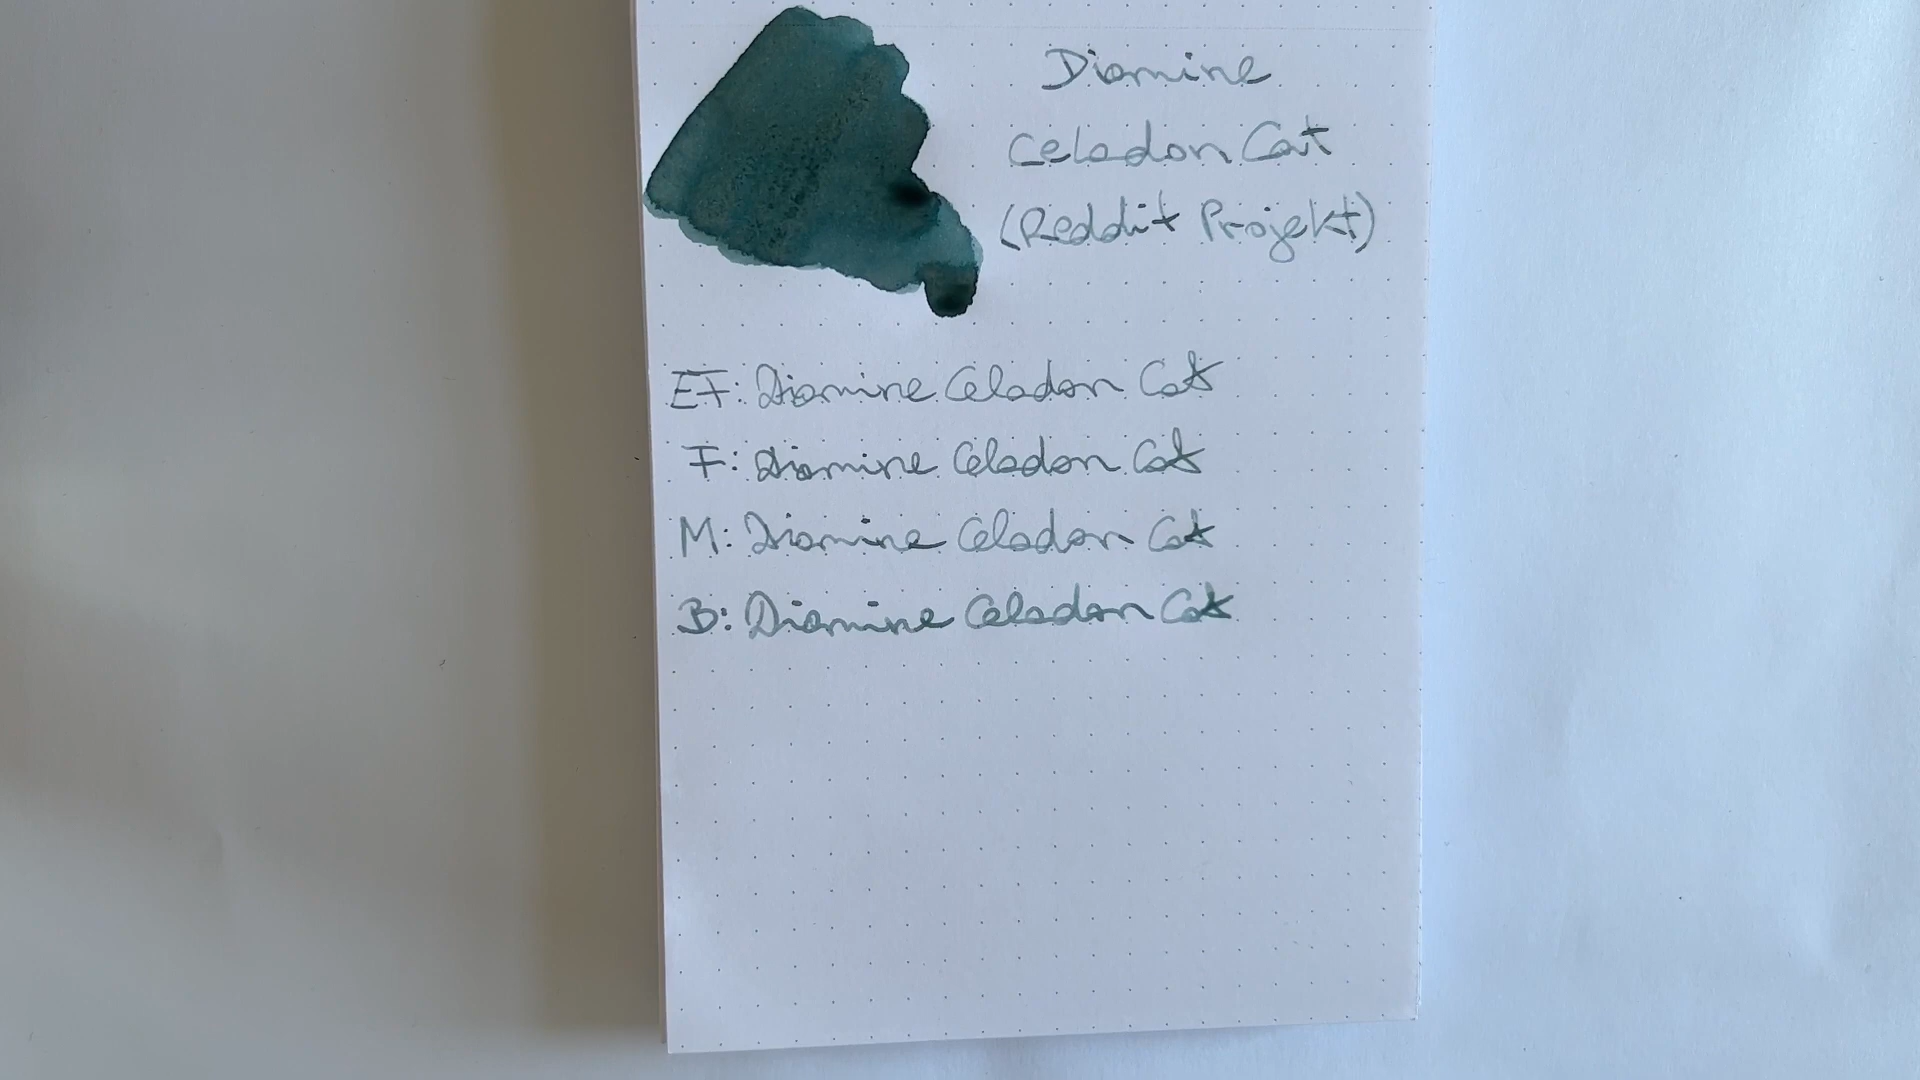 Diamine
Celadon Cat
(Reddit Projekt)
EF: Diamine Celadon Cat
F: Diamine Celadon Cat
M: Diamine Celadon Cat
B: Diamine Celadon Cat